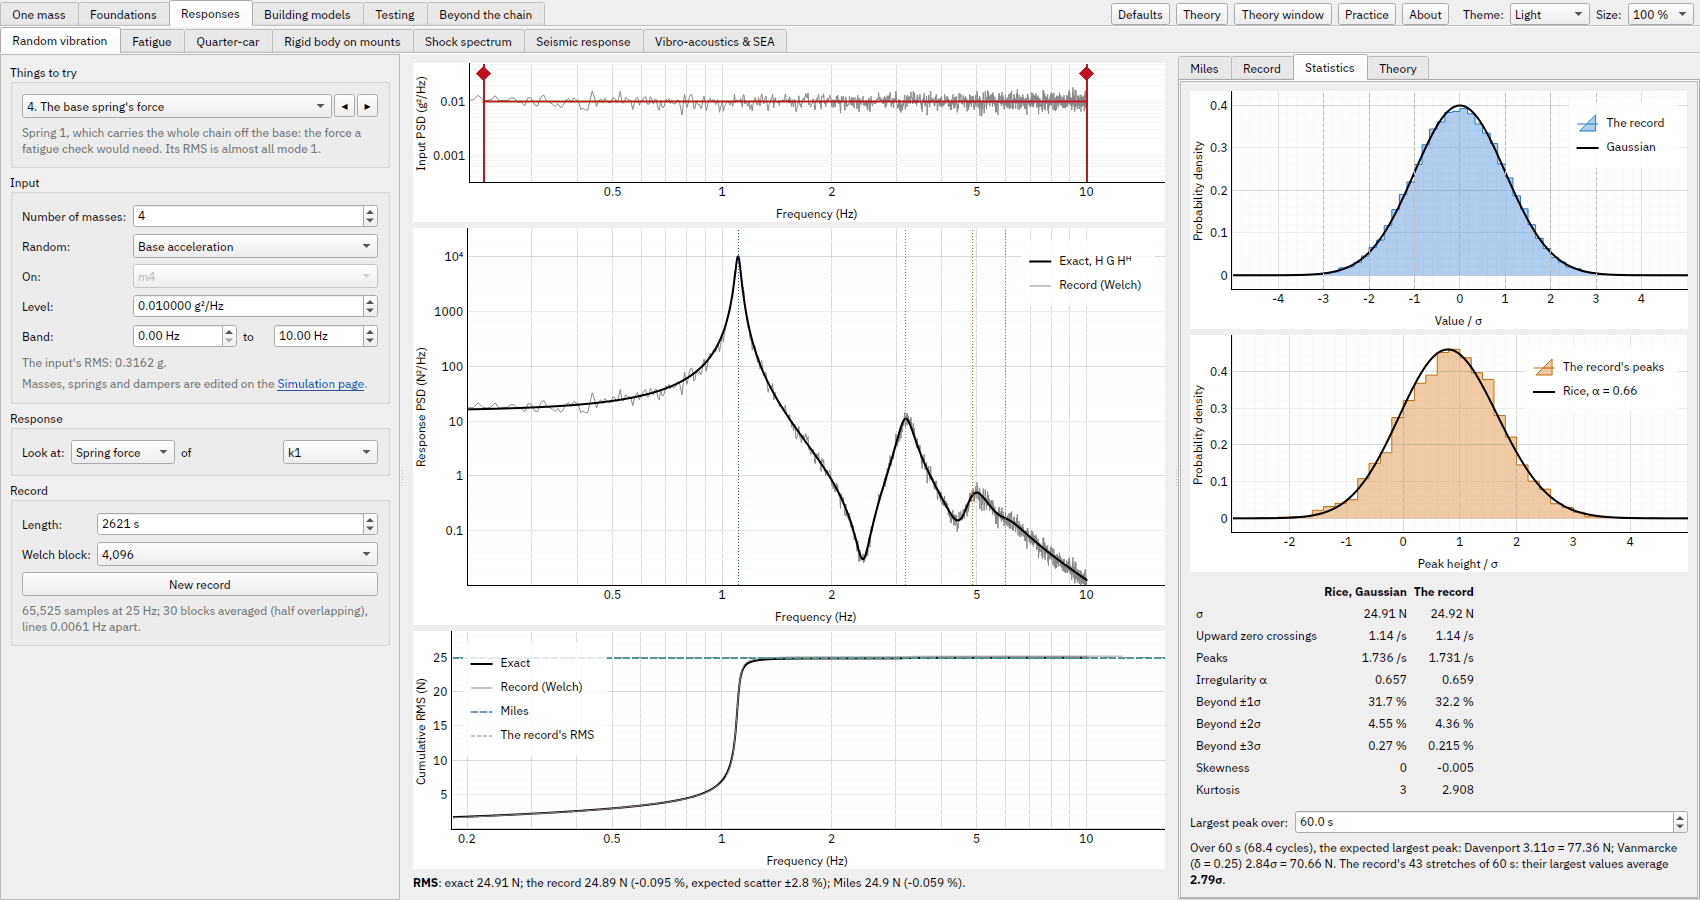 One mass Foundations Responses Building models Testing Beyond the chain Defaults Theory Theory window Practice About Theme: Light Size: 100 %
Random vibration Fatigue Quarter-car Rigid body on mounts Shock spectrum Seismic response Vibro-acoustics & SEA
Things to try
4. The base spring's force
Spring 1, which carries the whole chain off the base: the force a
fatigue check would need. Its RMS is almost all mode 1.
Input
Number of masses: 4
Random: Base acceleration
On: m4
Level: 0.010000 g²/Hz
Band: 0.00 Hz to 10.00 Hz
The input's RMS: 0.3162 g.
Masses, springs and dampers are edited on the Simulation page.
Response
Look at: Spring force of k1
Record
Length: 2621 s
Welch block: 4,096
New record
65,525 samples at 25 Hz; 30 blocks averaged (half overlapping),
lines 0.0061 Hz apart.
Input PSD (g²/Hz)
0.01
0.001
0.5 1 2 5 10
Frequency (Hz)
Response PSD (N²/Hz)
10⁴
1000
100
10
1
0.1
Exact, H G Hᴴ
Record (Welch)
0.5 1 2 5 10
Frequency (Hz)
Cumulative RMS (N)
25
20
15
10
5
Exact
Record (Welch)
Miles
The record's RMS
0.2 0.5 1 2 5 10
Frequency (Hz)
RMS: exact 24.91 N; the record 24.89 N (-0.095 %, expected scatter ±2.8 %); Miles 24.9 N (-0.059 %).
Miles Record Statistics Theory
Probability density
0.4
0.3
0.2
0.1
0
The record
Gaussian
-4 -3 -2 -1 0 1 2 3 4
Value / σ
Probability density
0.4
0.3
0.2
0.1
0
The record's peaks
Rice, α = 0.66
-2 -1 0 1 2 3 4
Peak height / σ
Rice, Gaussian The record
σ 24.91 N 24.92 N
Upward zero crossings 1.14 /s 1.14 /s
Peaks 1.736 /s 1.731 /s
Irregularity α 0.657 0.659
Beyond ±1σ 31.7 % 32.2 %
Beyond ±2σ 4.55 % 4.36 %
Beyond ±3σ 0.27 % 0.215 %
Skewness 0 -0.005
Kurtosis 3 2.908
Largest peak over: 60.0 s
Over 60 s (68.4 cycles), the expected largest peak: Davenport 3.11σ = 77.36 N; Vanmarcke
(δ = 0.25) 2.84σ = 70.66 N. The record's 43 stretches of 60 s: their largest values average
2.79σ.